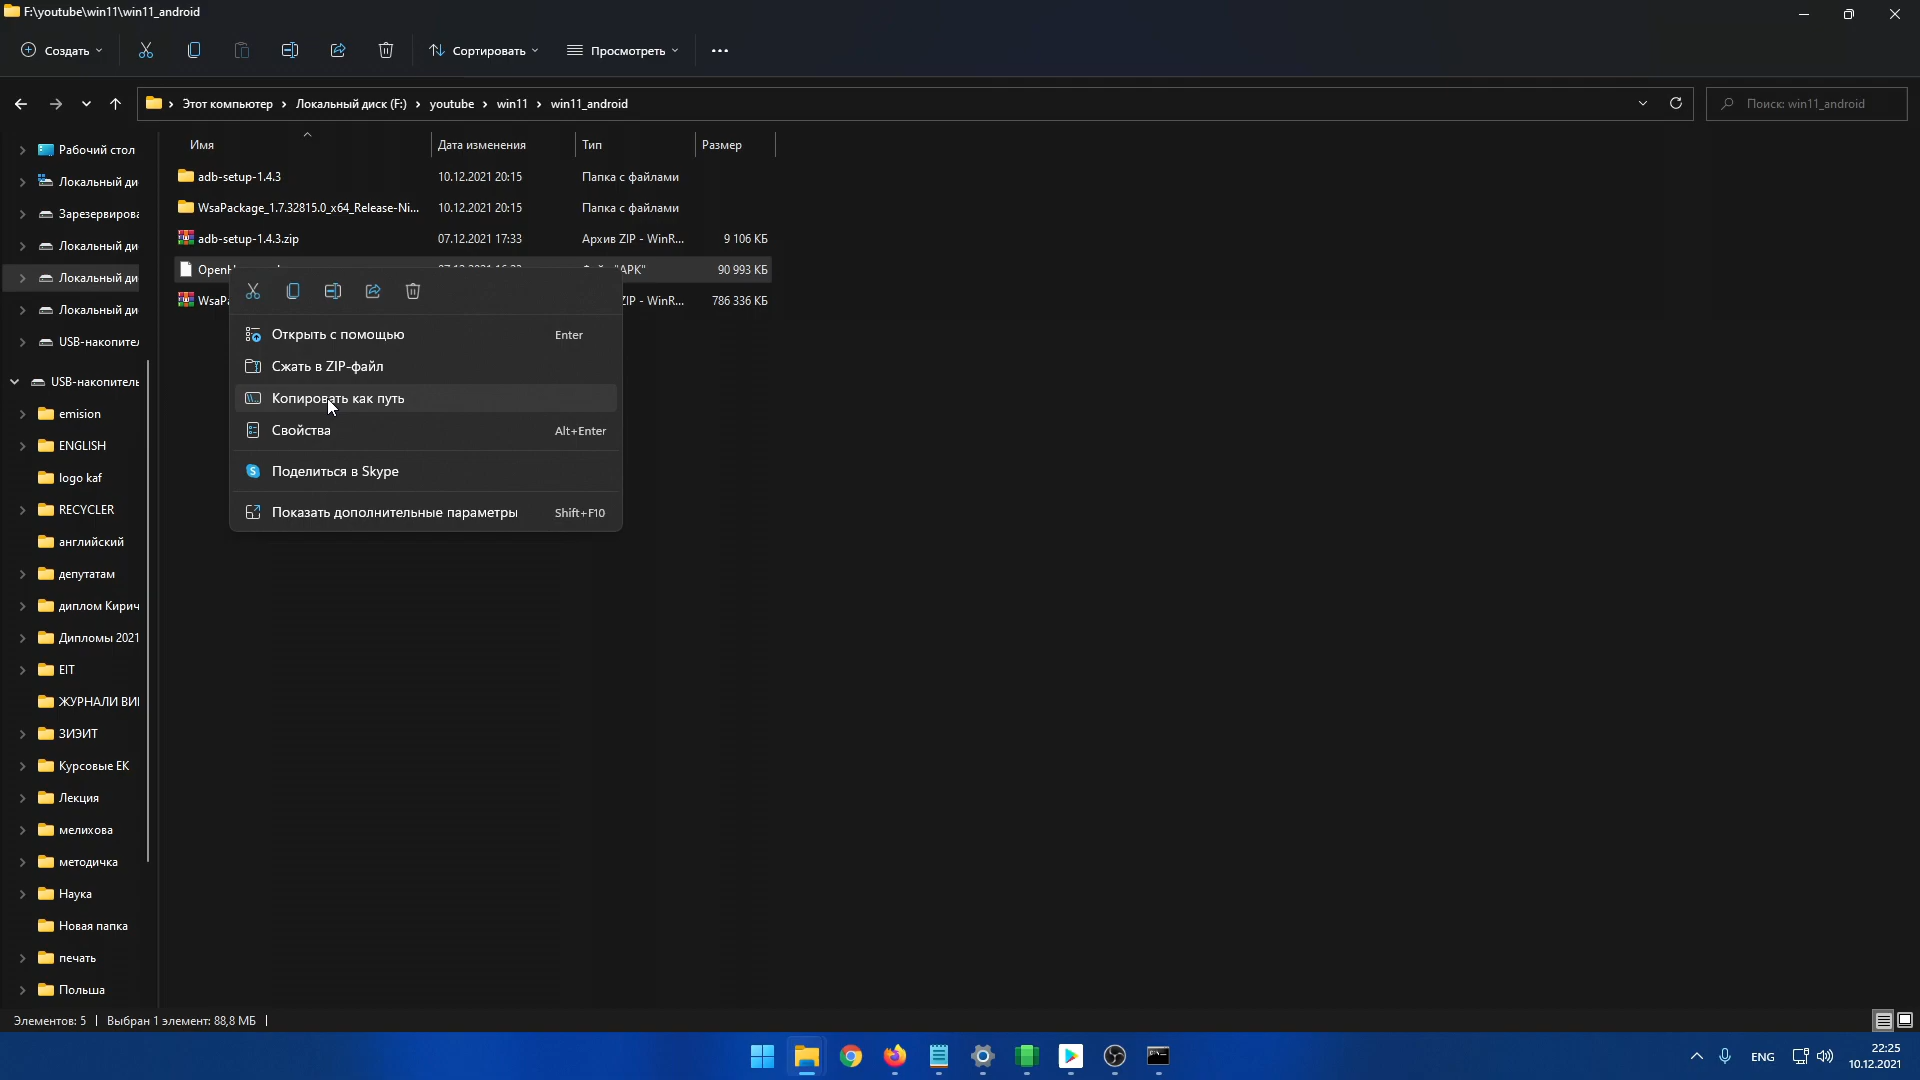 F:\youtube\win11\win11_android
Создать
Сортировать
Просмотреть
Этот компьютер
Локальный диск (F:)
youtube
win11
win11_android
Поиск: win11_android
Имя
Дата изменения
Тип
Размер
Рабочий стол
Локальный ди
Зарезервирова
Локальный ди
Локальный ди
Локальный ди
USB-накопител
USB-накопитель
emision
ENGLISH
logo kaf
RECYCLER
английский
депутатам
диплом Кирич
Дипломы 2021
ЕІТ
ЖУРНАЛИ ВИ
ЗИЭИТ
Курсовые ЕК
Лекция
мелихова
методичка
Наука
Новая папка
печать
Польша
adb-setup-1.4.3 10.12.2021 20:15 Папка с файлами
WsaPackage_1.7.32815.0_x64_Release-Ni... 10.12.2021 20:15 Папка с файлами
adb-setup-1.4.3.zip 07.12.2021 17:33 Архив ZIP - WinR... 9 106 КБ
"APK" 90 993 КБ
WsaPa ZIP - WinR... 786 336 КБ
Открыть с помощью Enter
Сжать в ZIP-файл
Копировать как путь
Свойства Alt+Enter
Поделиться в Skype
Показать дополнительные параметры Shift+F10
Элементов: 5
Выбран 1 элемент: 88,8 МБ
ENG
22:25
10.12.2021